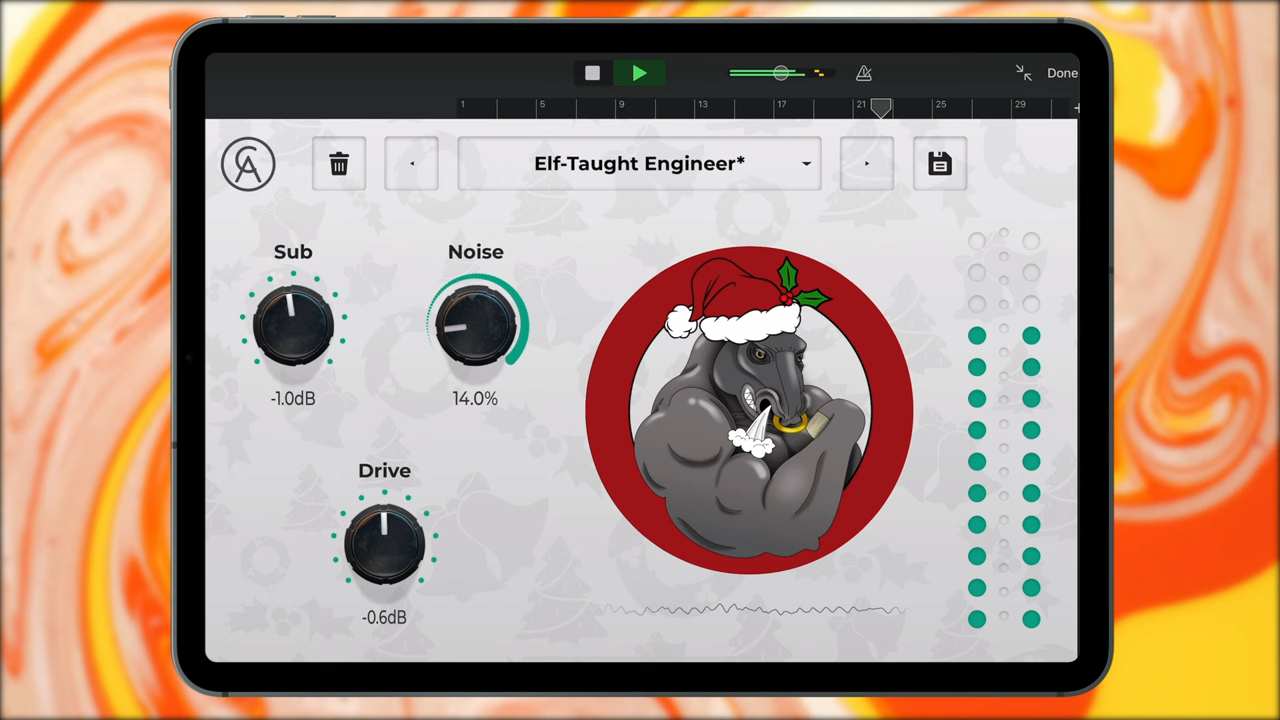 Done
1 5 9 13 17 21 25 29
CA
Elf-Taught Engineer*
Sub
Noise
-1.0dB
14.0%
Drive
-0.6dB